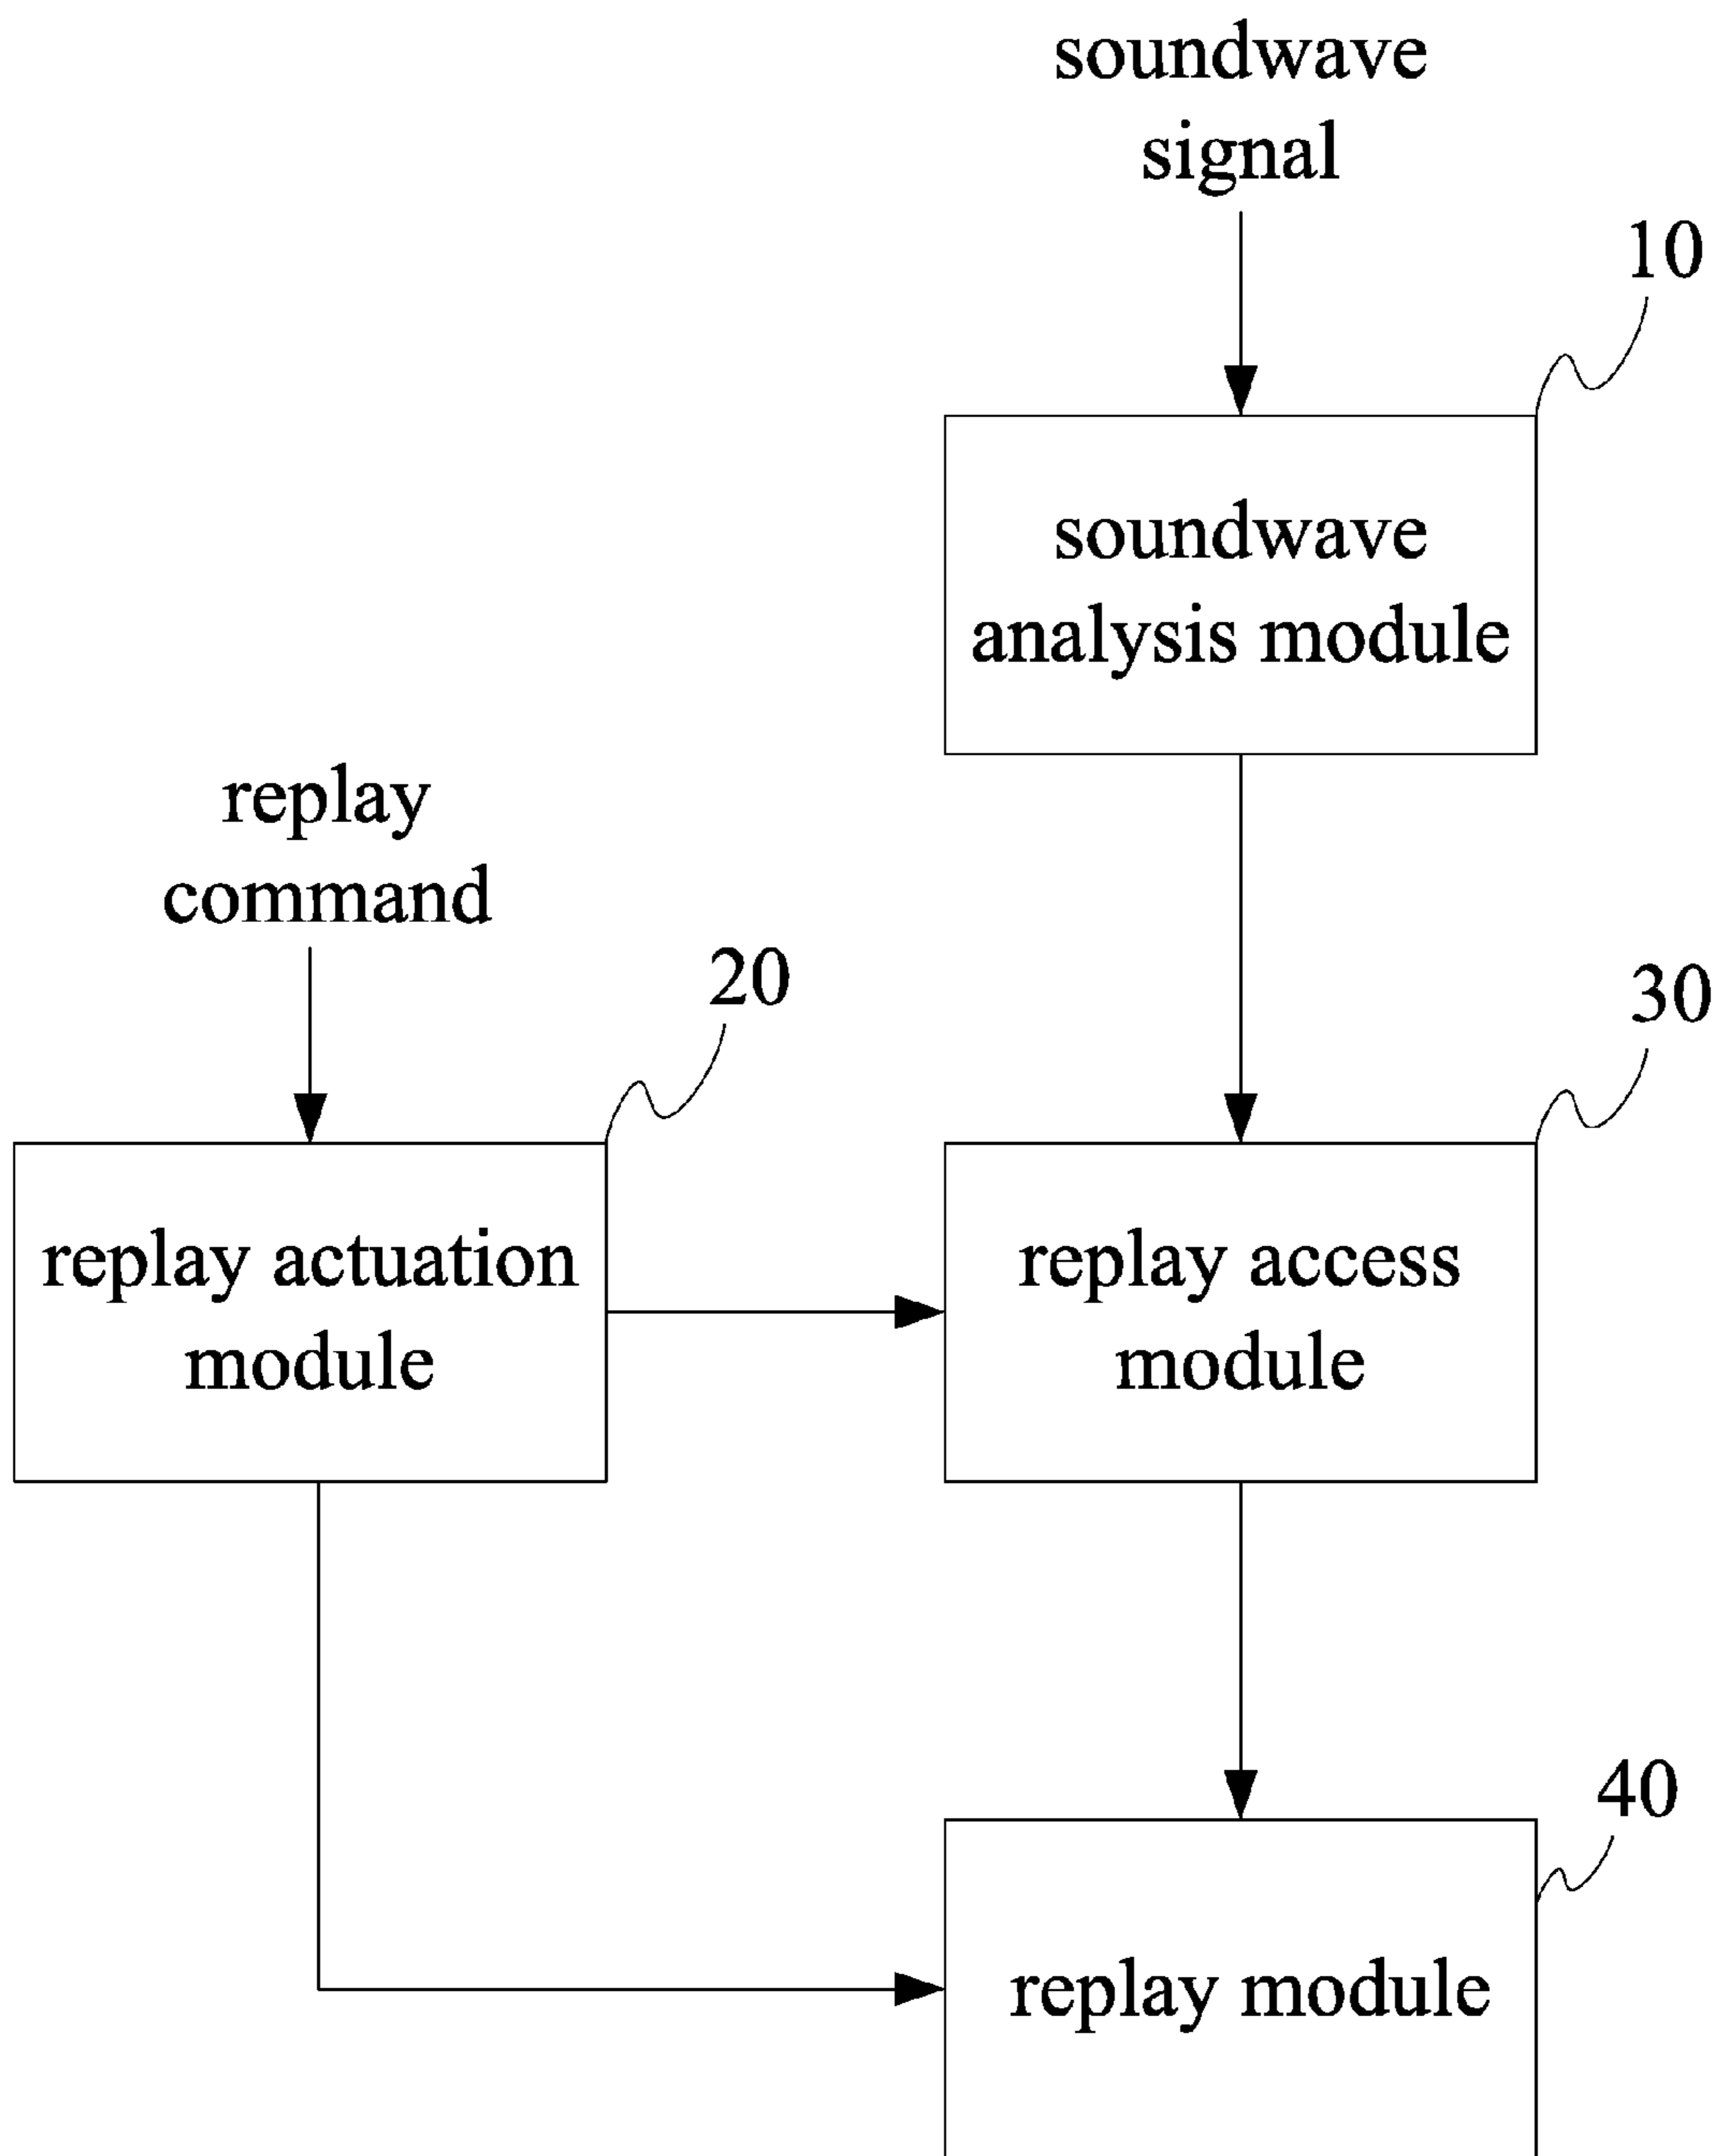 soundwave
signal
10
soundwave
analysis module
replay
command
20
30
replay actuation
module
replay access
module
40
replay module